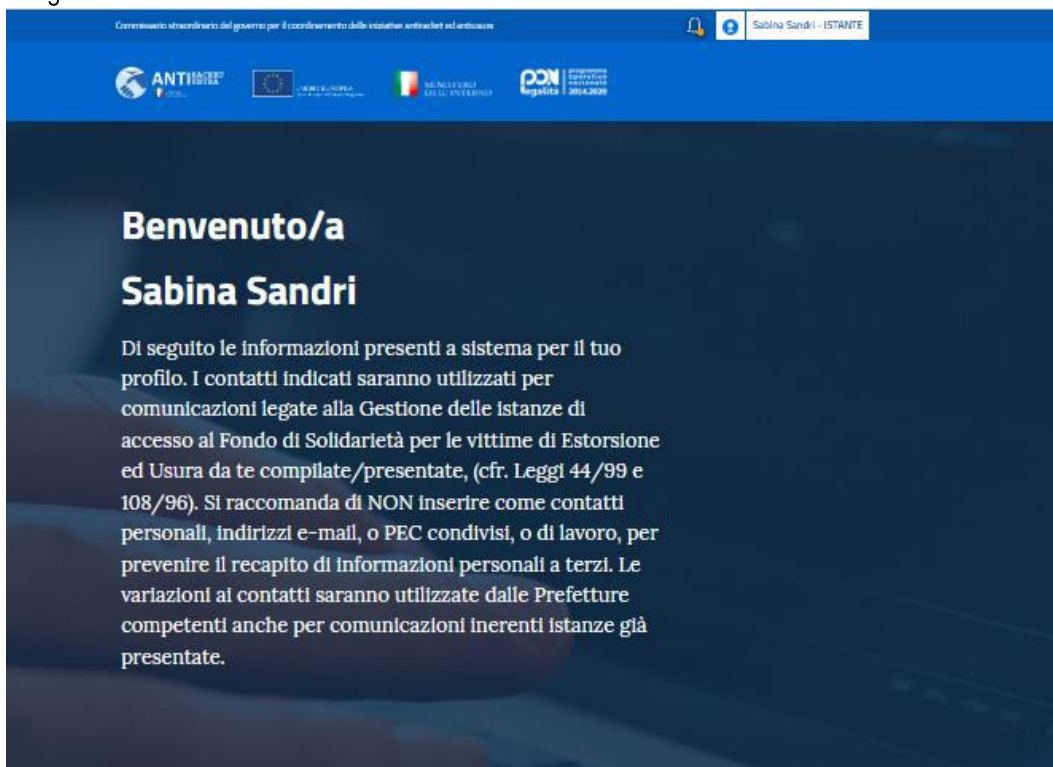 Commissario straordinario del governo per il coordinamento delle iniziative antiracket ed antiusura
Sabina Sandri - ISTANTE
ANTI RACKET
USURA
MINISTERO
DELL'INTERNO
PON
legalità
programma
operativo
nazionale
2014.2020
Benvenuto/a
Sabina Sandri
Di seguito le informazioni presenti a sistema per il tuo
profilo. I contatti indicati saranno utilizzati per
comunicazioni legate alla Gestione delle istanze di
accesso al Fondo di Solidarietà per le vittime di Estorsione
ed Usura da te compilate/presentate, (cfr. Leggi 44/99 e
108/96). Si raccomanda di NON inserire come contatti
personali, indirizzi e-mail, o PEC condivisi, o di lavoro, per
prevenire il recapito di informazioni personali a terzi. Le
variazioni ai contatti saranno utilizzate dalle Prefetture
competenti anche per comunicazioni inerenti istanze già
presentate.